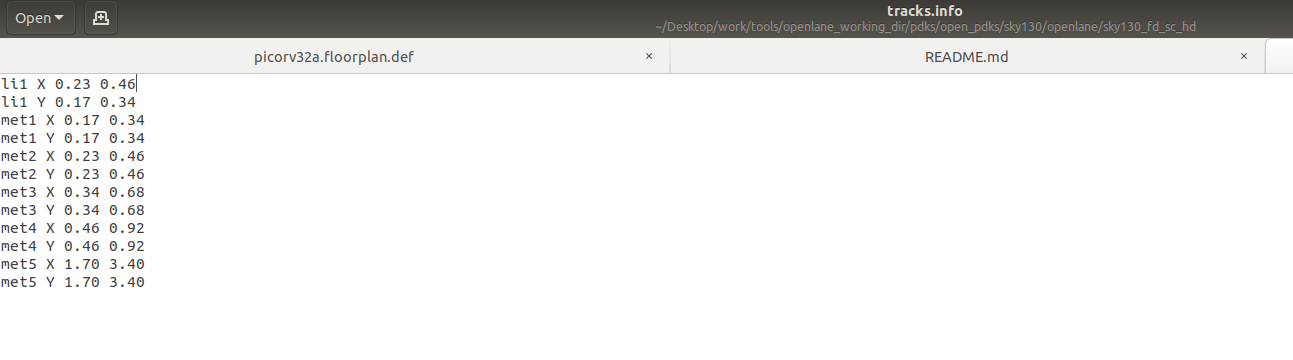 Open
tracks.info
~/Desktop/work/tools/openlane_working_dir/pdks/open_pdks/sky130/openlane/sky130_fd_sc_hd
picorv32a.floorplan.def ×
README.md ×
li1 X 0.23 0.46
li1 Y 0.17 0.34
met1 X 0.17 0.34
met1 Y 0.17 0.34
met2 X 0.23 0.46
met2 Y 0.23 0.46
met3 X 0.34 0.68
met3 Y 0.34 0.68
met4 X 0.46 0.92
met4 Y 0.46 0.92
met5 X 1.70 3.40
met5 Y 1.70 3.40